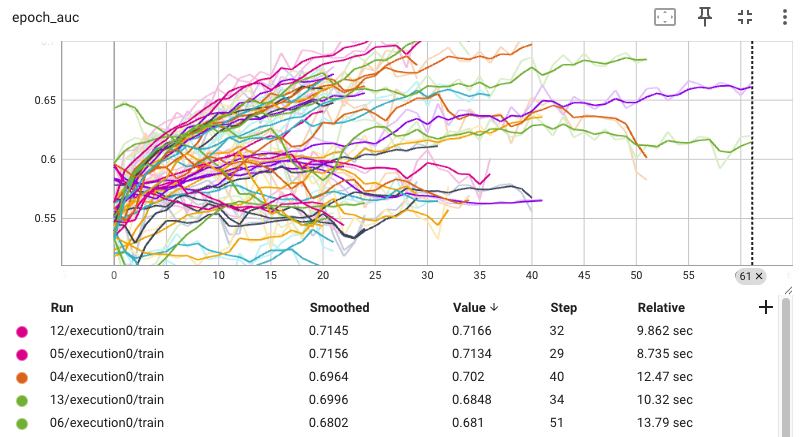 epoch_auc
0.65
0.6
0.55
0 5 10 15 20 25 30 35 40 45 50 55 61 ×
Run Smoothed Value ↓ Step Relative +
12/execution0/train 0.7145 0.7166 32 9.862 sec
05/execution0/train 0.7156 0.7134 29 8.735 sec
04/execution0/train 0.6964 0.702 40 12.47 sec
13/execution0/train 0.6996 0.6848 34 10.32 sec
06/execution0/train 0.6802 0.681 51 13.79 sec